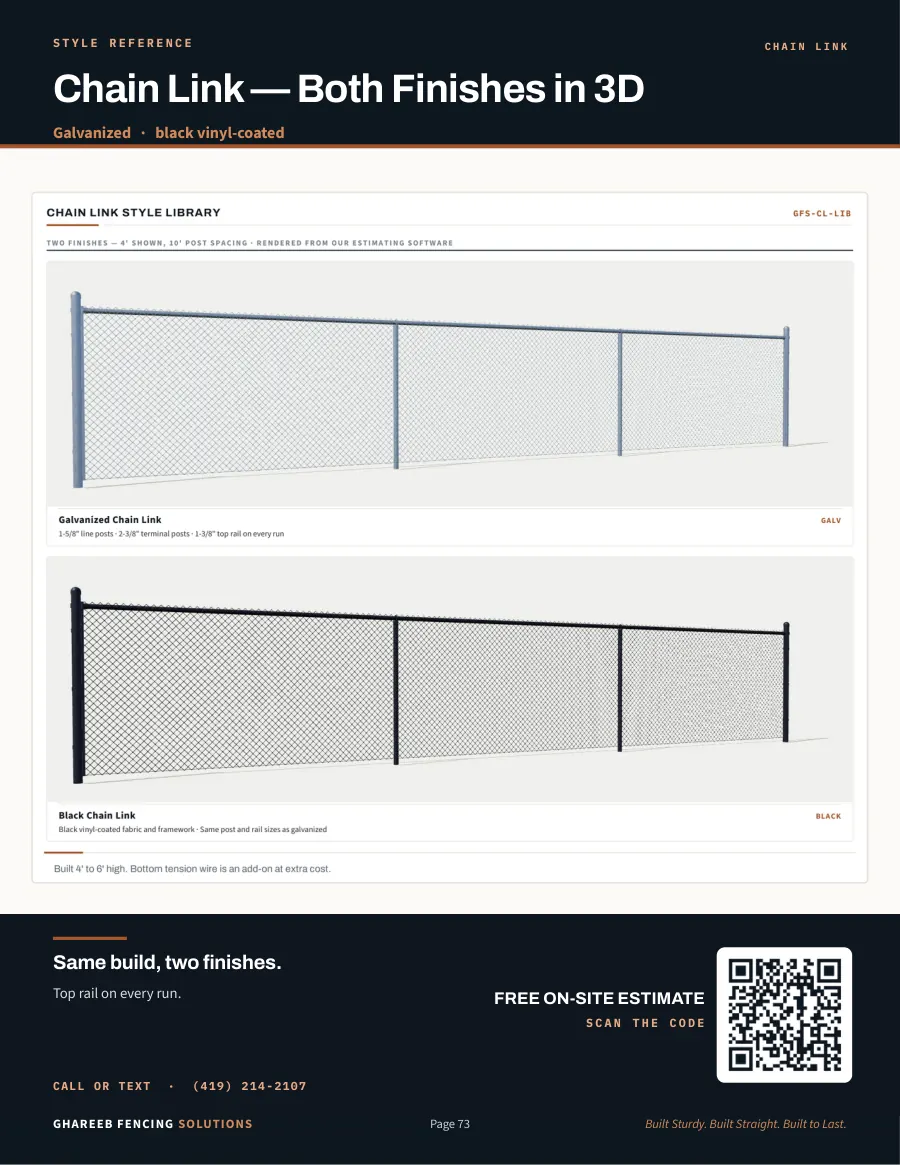 STYLE REFERENCE
CHAIN LINK
Chain Link — Both Finishes in 3D
Galvanized · black vinyl-coated
CHAIN LINK STYLE LIBRARY
GFS-CL-LIB
TWO FINISHES — 4' SHOWN, 10' POST SPACING · RENDERED FROM OUR ESTIMATING SOFTWARE
Galvanized Chain Link
GALV
1-5/8" line posts · 2-3/8" terminal posts · 1-3/8" top rail on every run
Black Chain Link
BLACK
Black vinyl-coated fabric and framework · Same post and rail sizes as galvanized
Built 4' to 6' high. Bottom tension wire is an add-on at extra cost.
Same build, two finishes.
Top rail on every run.
FREE ON-SITE ESTIMATE
SCAN THE CODE
CALL OR TEXT · (419) 214-2107
GHAREEB FENCING SOLUTIONS
Page 73
Built Sturdy. Built Straight. Built to Last.